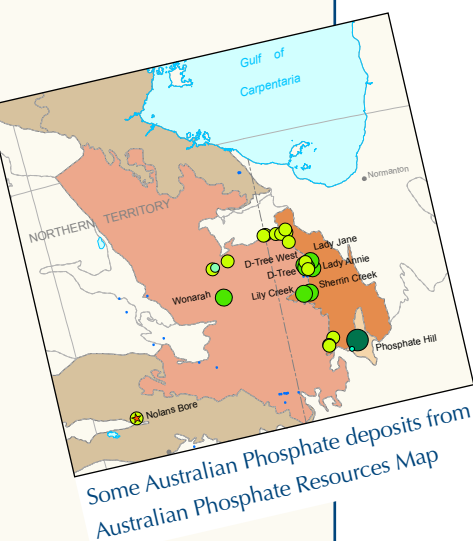 Gulf of
Carpentaria
Normanton
NORTHERN TERRITORY
Lady Jane
D-Tree West
Lady Annie
D-Tree
Sherrin Creek
Lily Creek
Wonarah
Phosphate Hill
Nolans Bore
Some Australian Phosphate deposits from
Australian Phosphate Resources Map